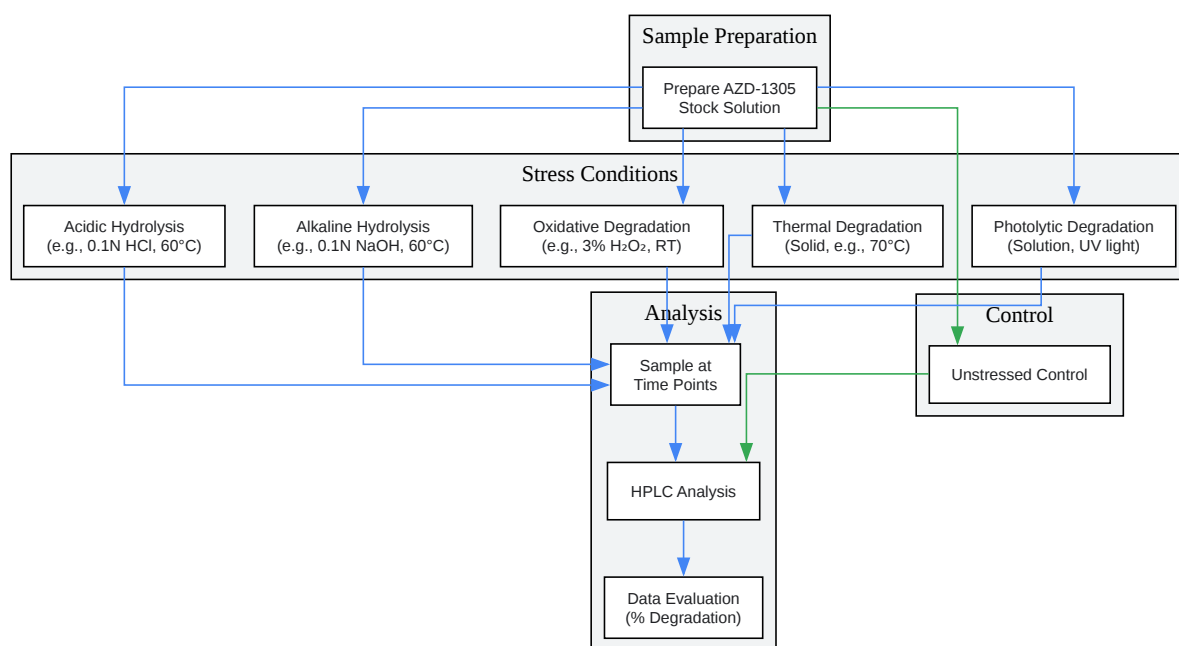 Sample Preparation
Prepare AZD-1305
Stock Solution
Stress Conditions
Acidic Hydrolysis
(e.g., 0.1N HCl, 60°C)
Alkaline Hydrolysis
(e.g., 0.1N NaOH, 60°C)
Oxidative Degradation
(e.g., 3% H₂O₂, RT)
Thermal Degradation
(Solid, e.g., 70°C)
Photolytic Degradation
(Solution, UV light)
Analysis
Sample at
Time Points
Control
Unstressed Control
HPLC Analysis
Data Evaluation
(% Degradation)